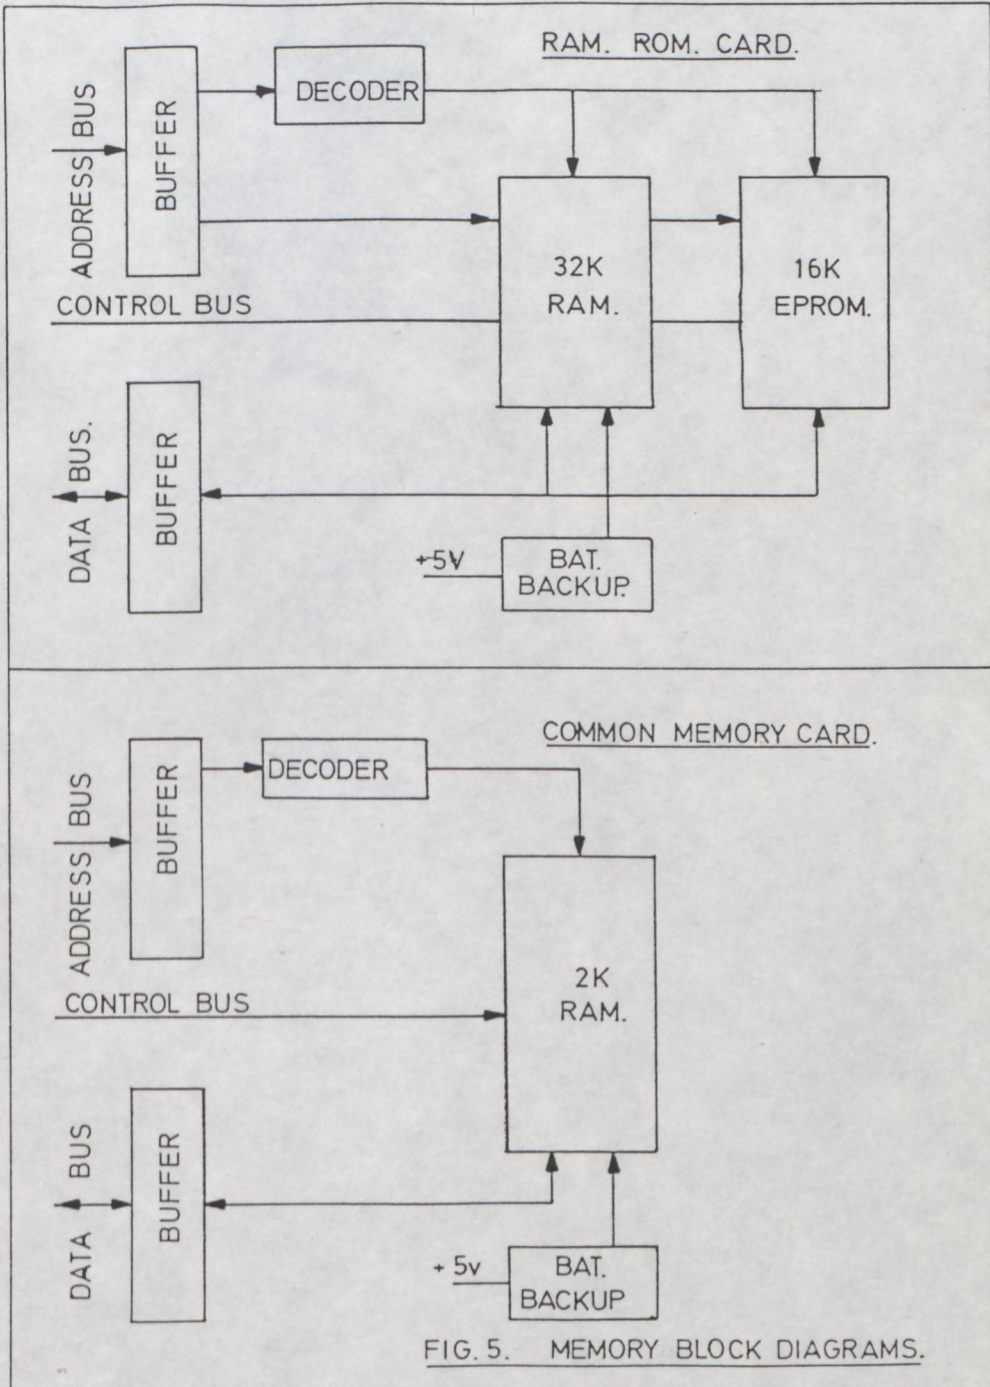 RAM. ROM. CARD.
DECODER
ADDRESS BUS
BUFFER
32K
RAM.
16K
EPROM.
CONTROL BUS
DATA BUS.
BUFFER
+5V
BAT.
BACKUP.
COMMON MEMORY CARD.
DECODER
ADDRESS BUS
BUFFER
2K
RAM.
CONTROL BUS
DATA BUS
BUFFER
+5v
BAT.
BACKUP
FIG. 5. MEMORY BLOCK DIAGRAMS.